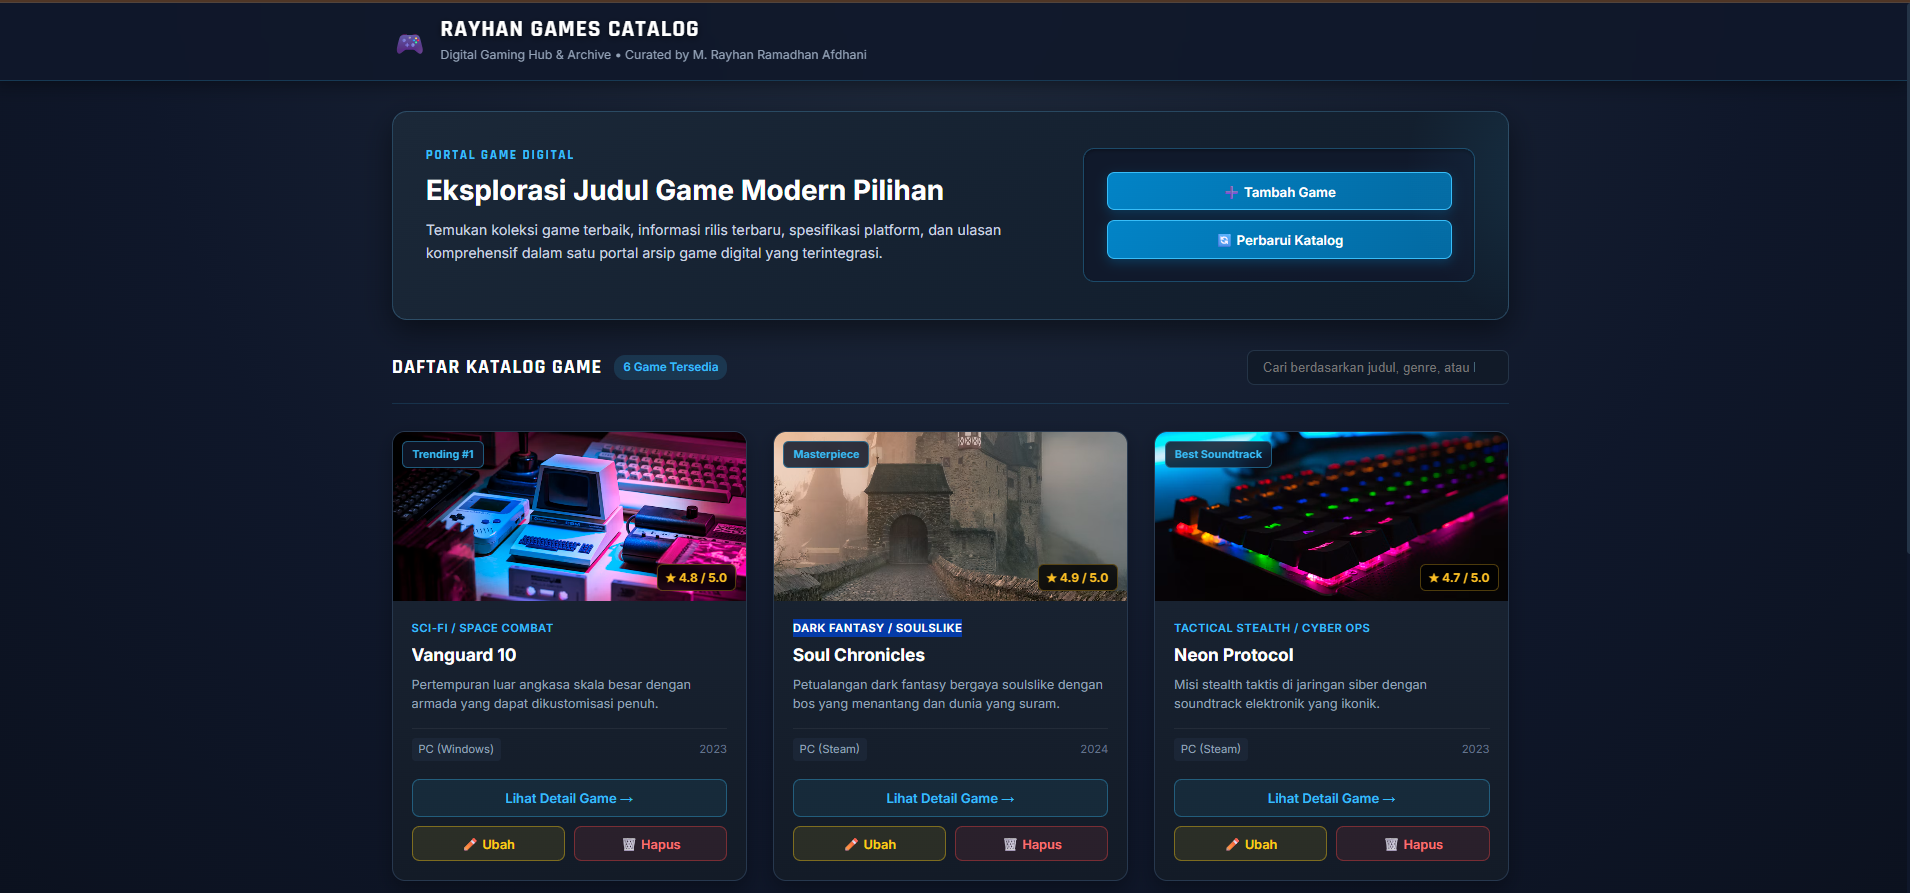 RAYHAN GAMES CATALOG
Digital Gaming Hub & Archive • Curated by M. Rayhan Ramadhan Afdhani
PORTAL GAME DIGITAL
Eksplorasi Judul Game Modern Pilihan
Temukan koleksi game terbaik, informasi rilis terbaru, spesifikasi platform, dan ulasan
komprehensif dalam satu portal arsip game digital yang terintegrasi.
Tambah Game
Perbarui Katalog
DAFTAR KATALOG GAME
6 Game Tersedia
Cari berdasarkan judul, genre, atau
Trending #1
★ 4.8 / 5.0
SCI-FI / SPACE COMBAT
Vanguard 10
Pertempuran luar angkasa skala besar dengan
armada yang dapat dikustomisasi penuh.
PC (Windows)
2023
Lihat Detail Game →
Ubah
Hapus
Masterpiece
★ 4.9 / 5.0
DARK FANTASY / SOULSLIKE
Soul Chronicles
Petualangan dark fantasy bergaya soulslike dengan
bos yang menantang dan dunia yang suram.
PC (Steam)
2024
Lihat Detail Game →
Ubah
Hapus
Best Soundtrack
★ 4.7 / 5.0
TACTICAL STEALTH / CYBER OPS
Neon Protocol
Misi stealth taktis di jaringan siber dengan
soundtrack elektronik yang ikonik.
PC (Steam)
2023
Lihat Detail Game →
Ubah
Hapus